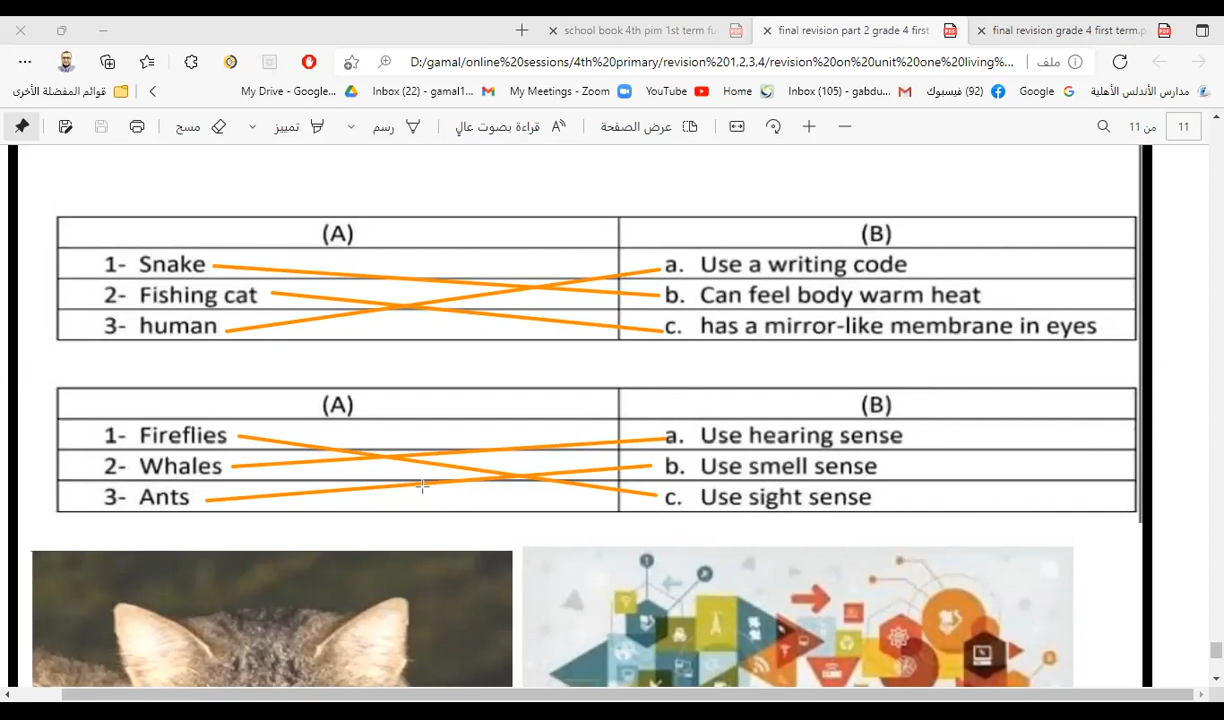 school book 4th pim 1st term fu
final revision part 2 grade 4 first
final revision grade 4 first term.p
D:/gamal/online%20sessions/4th%20primary/revision%201,2,3,4/revision%20on%20unit%20one%20living%...
ملف
قوائم المفضلة الأخرى
My Drive - Google...
Inbox (22) - gamal1...
My Meetings - Zoom
YouTube
Home
Inbox (105) - gabdu...
(92) فيسبوك
Google
مدارس الأندلس الأهلية
مسح
تمييز
رسم
قراءة بصوت عالٍ
عرض الصفحة
من 11
11
(A)
(B)
1- Snake
a. Use a writing code
2- Fishing cat
b. Can feel body warm heat
3- human
c. has a mirror-like membrane in eyes
(A)
(B)
1- Fireflies
a. Use hearing sense
2- Whales
b. Use smell sense
3- Ants
c. Use sight sense